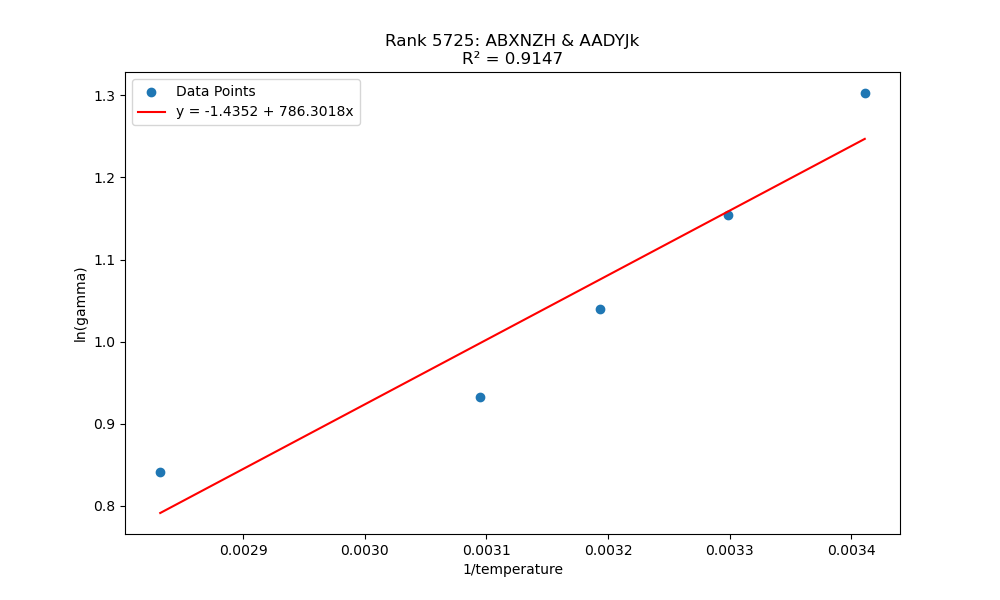 Rank 5725: ABXNZH & AADYJk
R² = 0.9147
Data Points
y = -1.4352 + 786.3018x
1.3
1.2
1.1
1.0
0.9
0.8
ln(gamma)
0.0029
0.0030
0.0031
0.0032
0.0033
0.0034
1/temperature